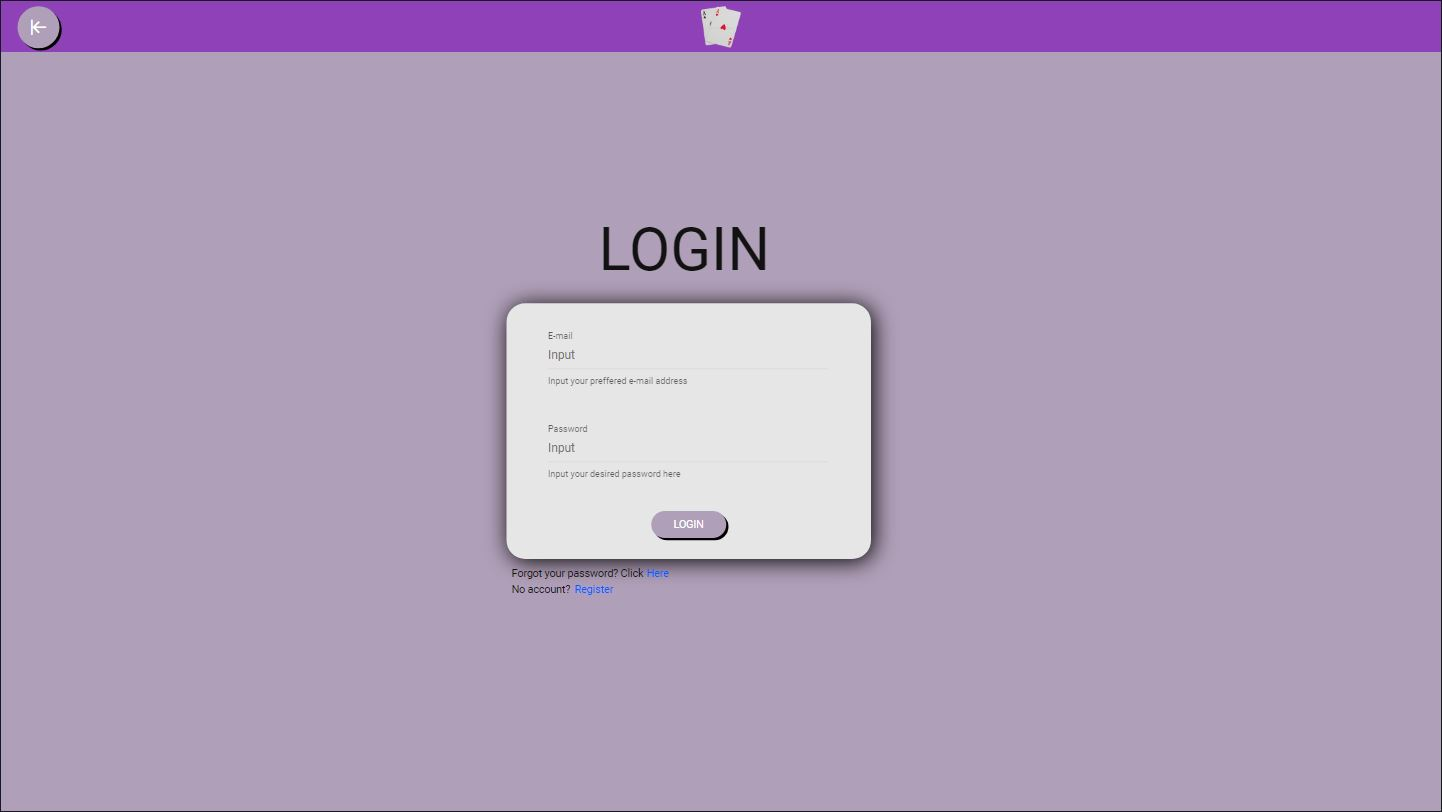 LOGIN
E-mail
Input
Input your preffered e-mail address
Password
Input
Input your desired password here
LOGIN
Forgot your password? Click Here
No account? Register